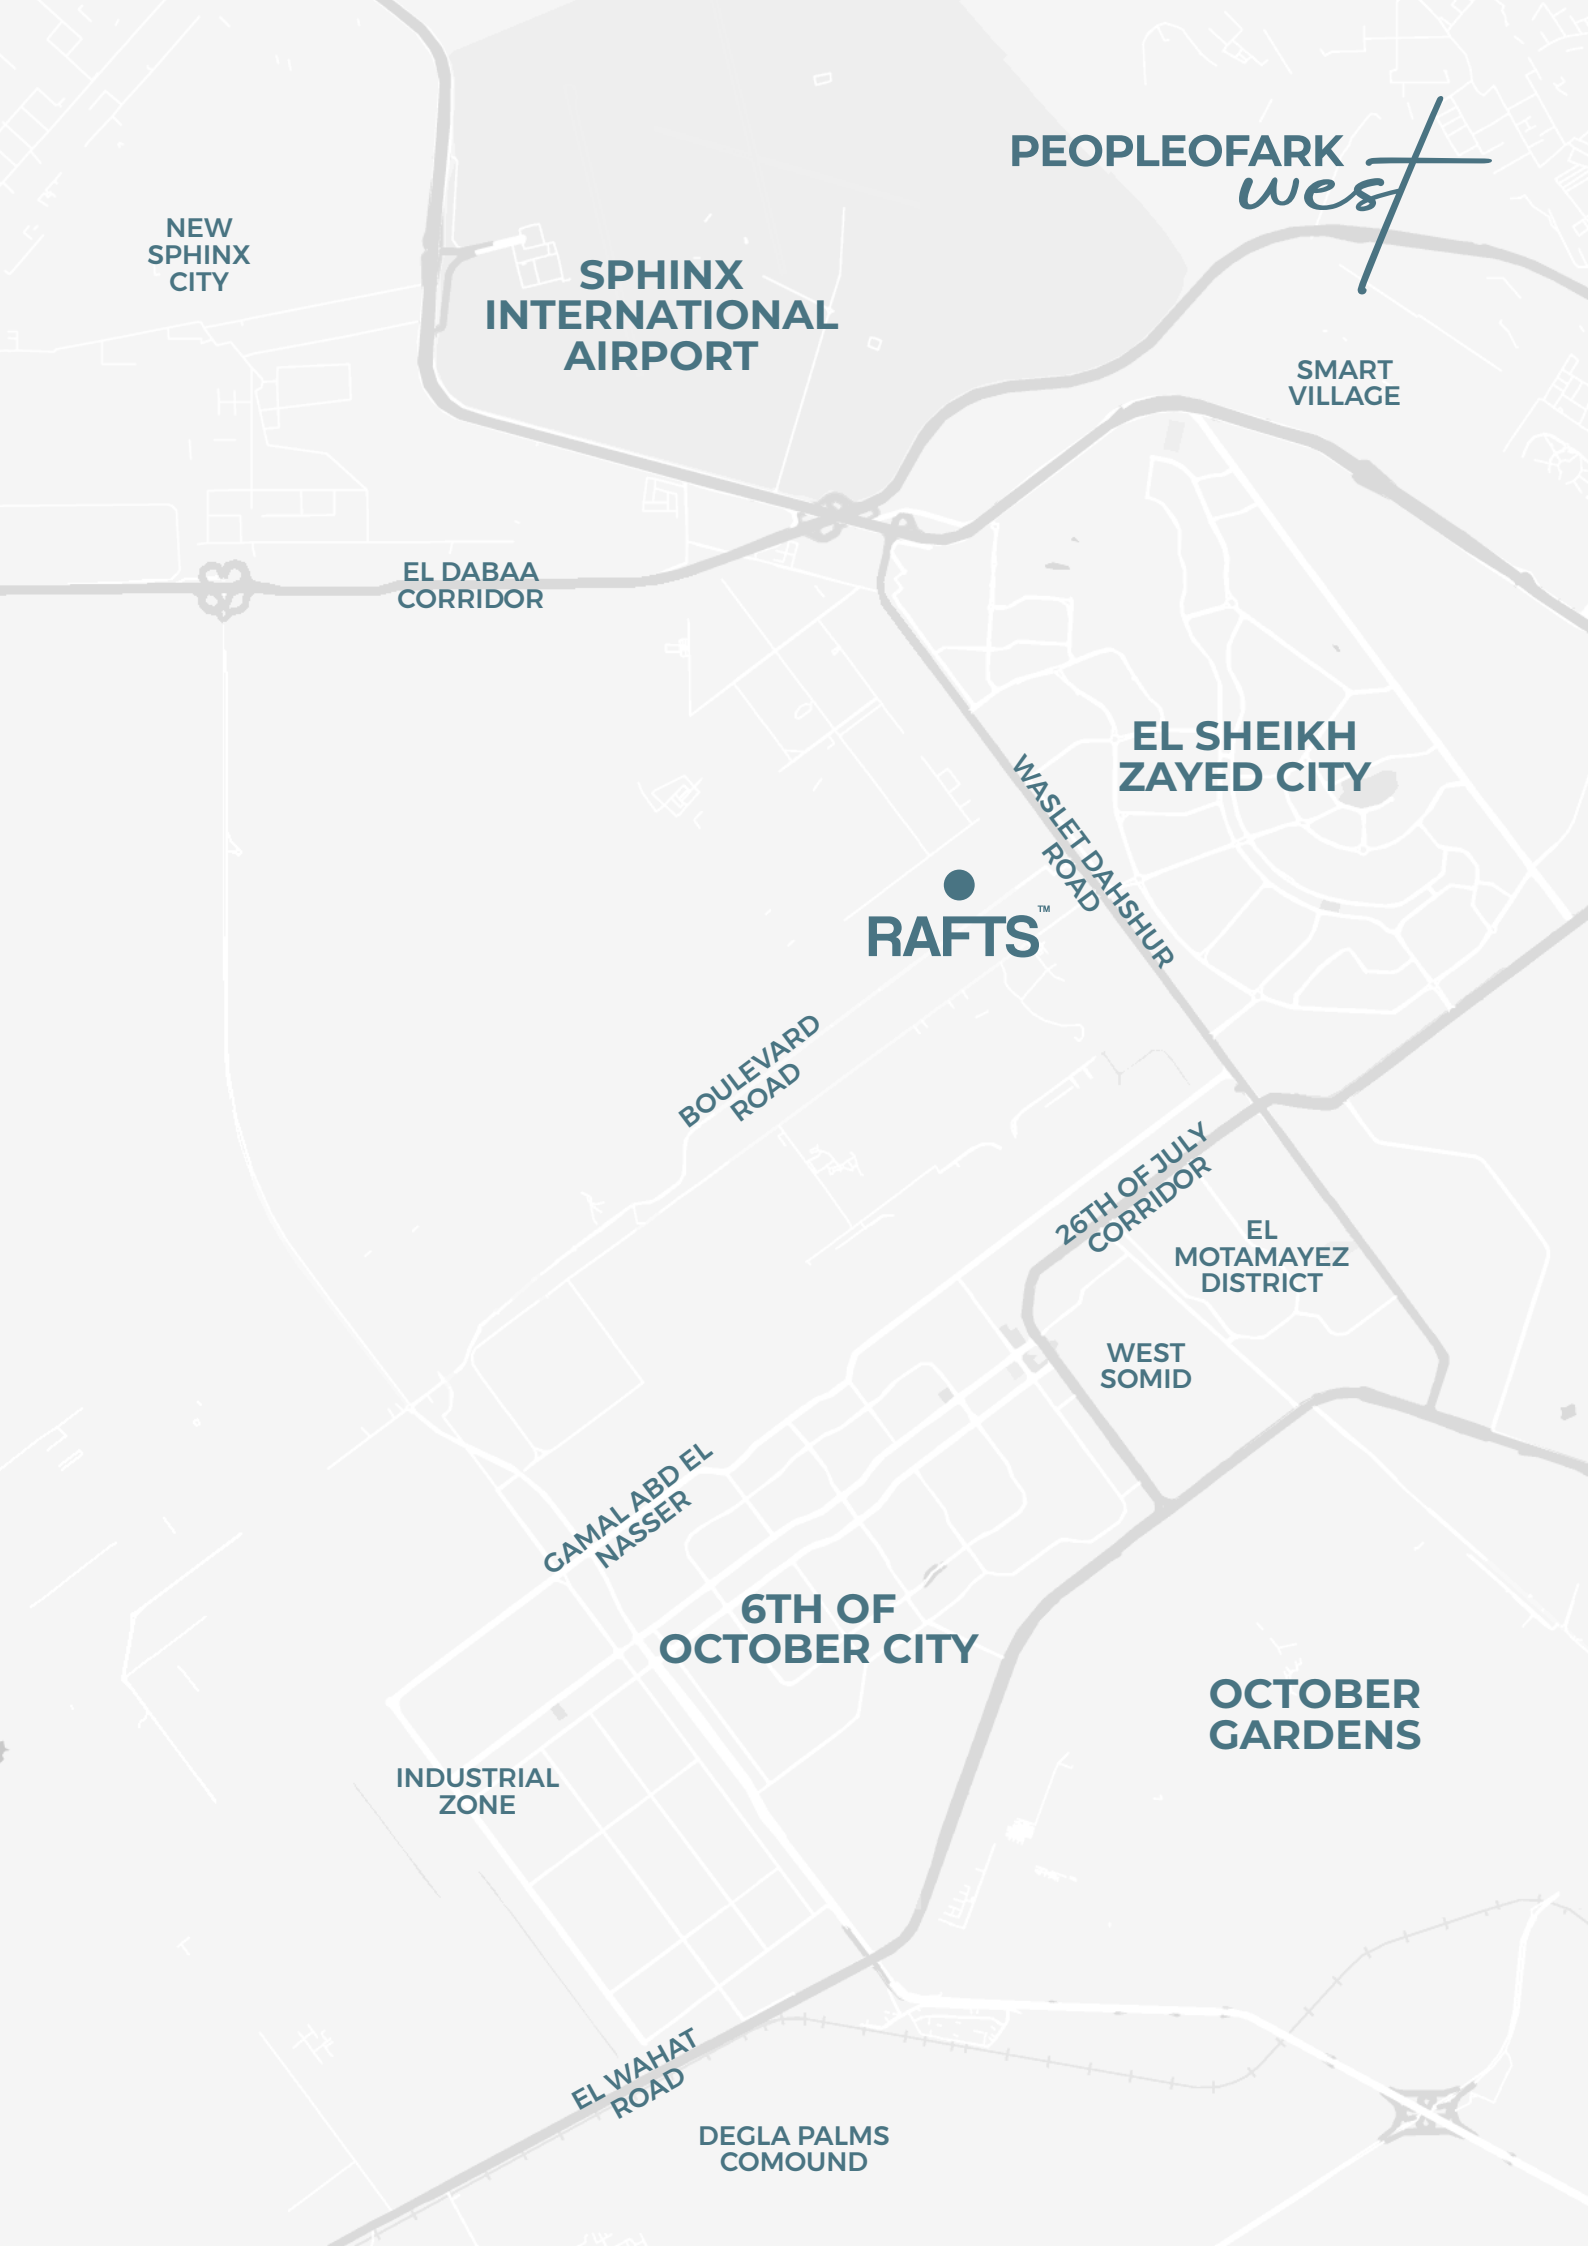 PEOPLEOFARK
west
NEW
SPHINX
CITY
SPHINX
INTERNATIONAL
AIRPORT
SMART
VILLAGE
EL DABAA
CORRIDOR
EL SHEIKH
ZAYED CITY
WASLET DAHSHUR
ROAD
RAFTS™
BOULEVARD
ROAD
26TH OF JULY
CORRIDOR
EL
MOTAMAYEZ
DISTRICT
WEST
SOMID
GAMAL ABD EL
NASSER
6TH OF
OCTOBER CITY
OCTOBER
GARDENS
INDUSTRIAL
ZONE
EL WAHAT
ROAD
DEGLA PALMS
COMOUND